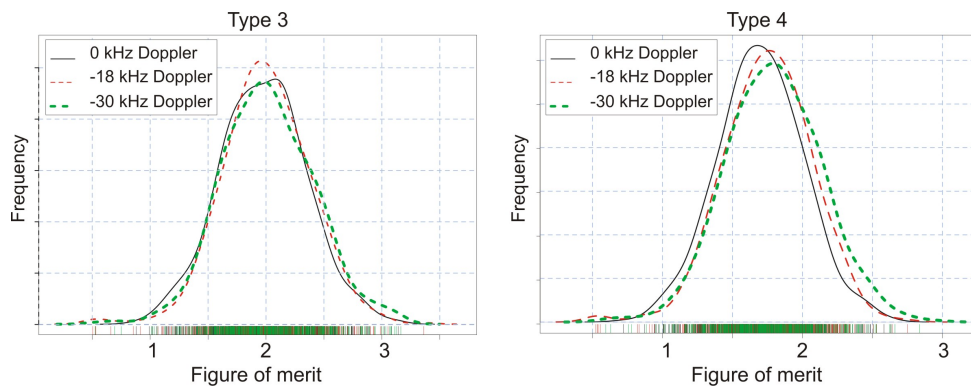 Type 3
0 kHz Doppler
-18 kHz Doppler
-30 kHz Doppler
Frequency
1 2 3
Figure of merit
Type 4
0 kHz Doppler
-18 kHz Doppler
-30 kHz Doppler
Frequency
1 2 3
Figure of merit